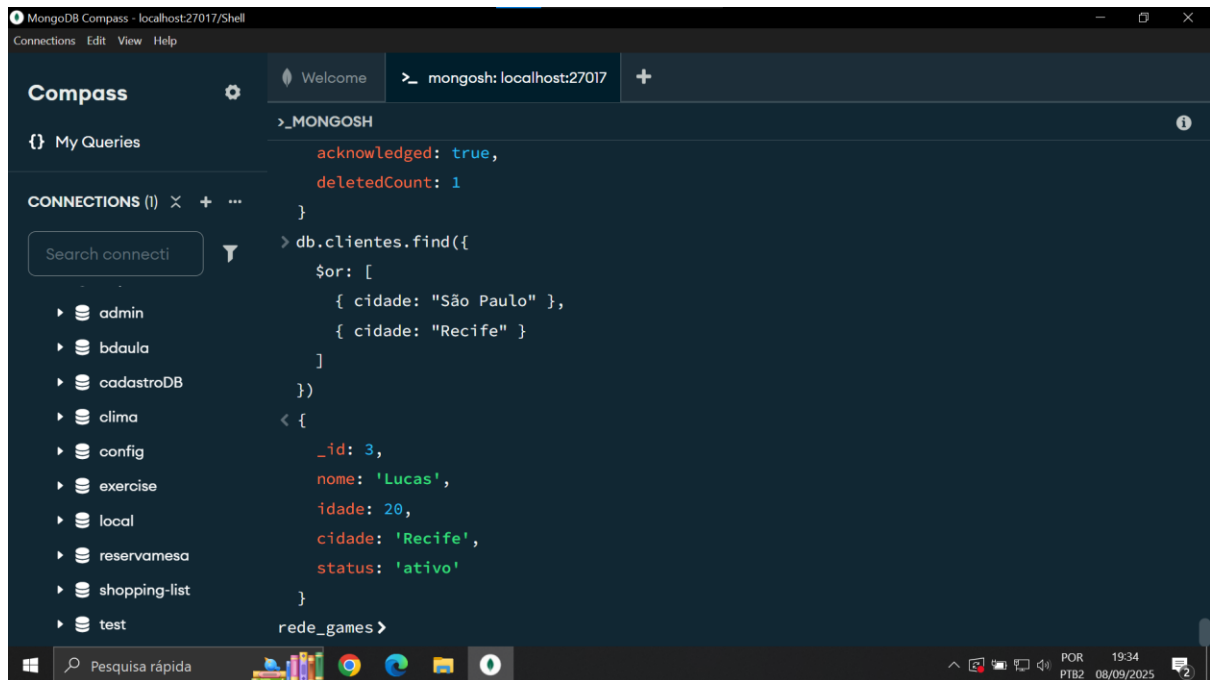 MongoDB Compass - localhost:27017/Shell
Connections Edit View Help
Compass
{} My Queries
CONNECTIONS (1)
Search connecti
admin
bdaula
cadastroDB
clima
config
exercise
local
reservamesa
shopping-list
test
Welcome
>_ mongosh: localhost:27017
>_MONGOSH
acknowledged: true,
deletedCount: 1
}
> db.clientes.find({
$or: [
{ cidade: "São Paulo" },
{ cidade: "Recife" }
]
})
< {
_id: 3,
nome: 'Lucas',
idade: 20,
cidade: 'Recife',
status: 'ativo'
}
rede_games>
Pesquisa rápida
POR
PTB2
19:34
08/09/2025
2